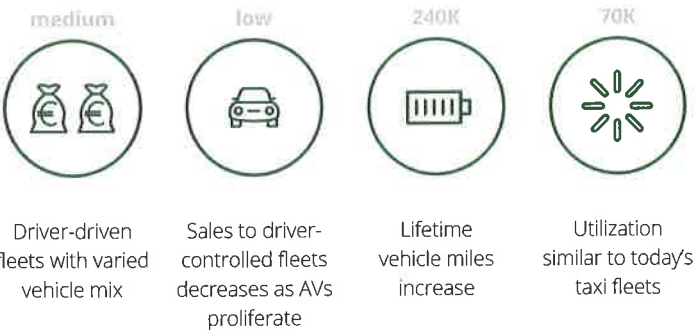 medium
low
240K
70K
Driver-driven
fleets with varied
vehicle mix
Sales to driver-
controlled fleets
decreases as AVs
proliferate
Lifetime
vehicle miles
increase
Utilization
similar to today's
taxi fleets